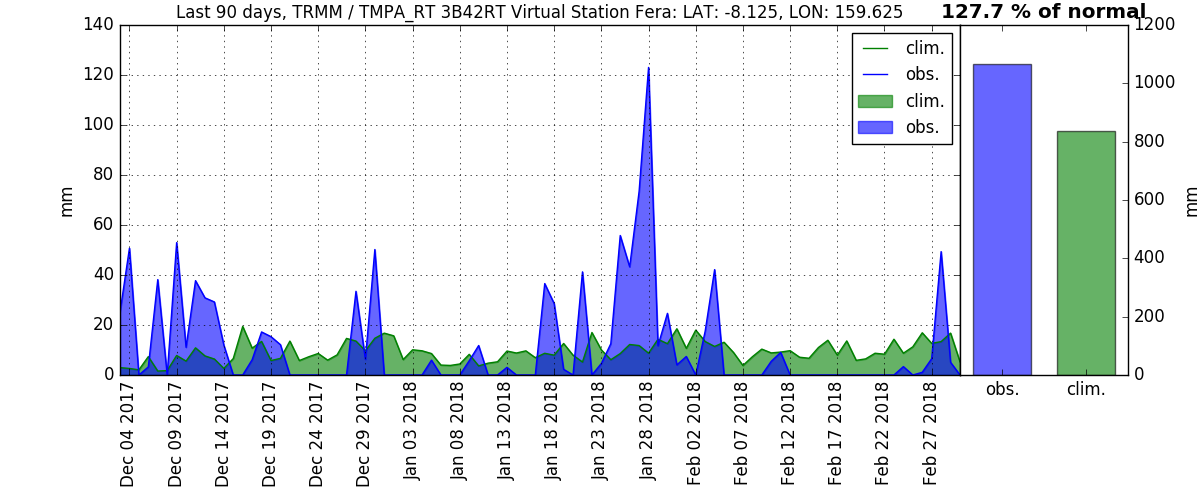 Last 90 days, TRMM / TMPA_RT 3B42RT Virtual Station Fera: LAT: -8.125, LON: 159.625
127.7 % of normal
mm
140
120
100
80
60
40
20
0
clim.
obs.
clim.
obs.
1200
1000
800
600
400
200
0
mm
Dec 04 2017
Dec 09 2017
Dec 14 2017
Dec 19 2017
Dec 24 2017
Dec 29 2017
Jan 03 2018
Jan 08 2018
Jan 13 2018
Jan 18 2018
Jan 23 2018
Jan 28 2018
Feb 02 2018
Feb 07 2018
Feb 12 2018
Feb 17 2018
Feb 22 2018
Feb 27 2018
obs.
clim.